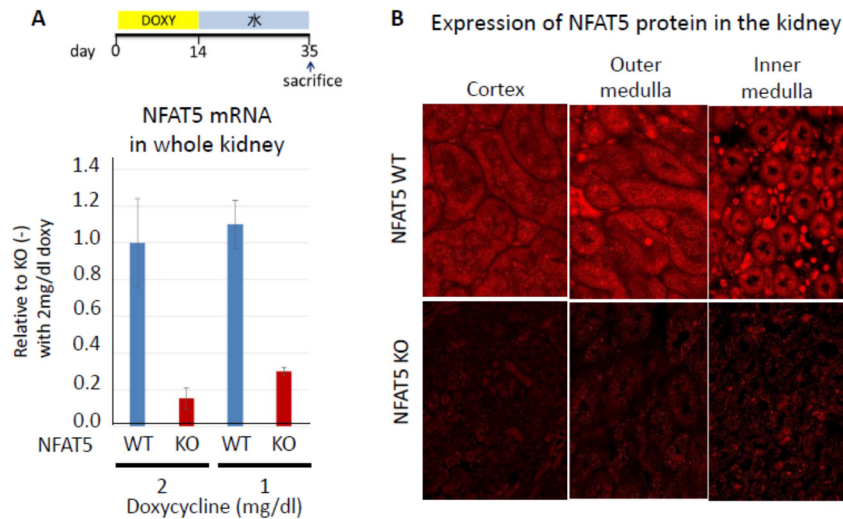 A
DOXY
水
day
0
14
35
sacrifice
NFAT5 mRNA
in whole kidney
Relative to KO (-)
with 2mg/dl doxy
1.4
1.2
1.0
0.8
0.6
0.4
0.2
0.0
NFAT5 WT KO WT KO
2 1
Doxycycline (mg/dl)
B Expression of NFAT5 protein in the kidney
Cortex
Outer
medulla
Inner
medulla
NFAT5 WT
NFAT5 KO